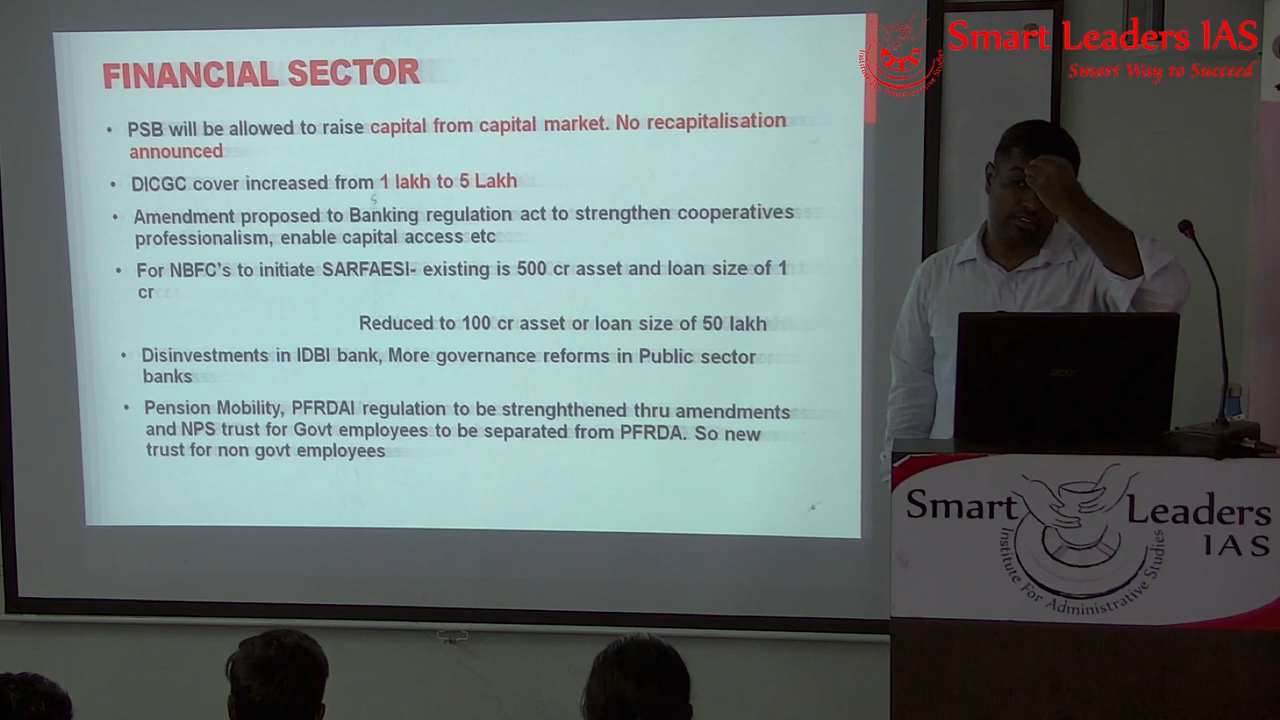 FINANCIAL SECTOR
• PSB will be allowed to raise capital from capital market. No recapitalisation
announced
• DICGC cover increased from 1 lakh to 5 Lakh
• Amendment proposed to Banking regulation act to strengthen cooperatives
professionalism, enable capital access etc
• For NBFC's to initiate SARFAESI- existing is 500 cr asset and loan size of 1
cr
Reduced to 100 cr asset or loan size of 50 lakh
• Disinvestments in IDBI bank, More governance reforms in Public sector
banks
• Pension Mobility, PFRDAI regulation to be strenghthened thru amendments
and NPS trust for Govt employees to be separated from PFRDA. So new
trust for non govt employees
Smart Leaders IAS
Smart Way to Succeed
Institute For Administrative Studies
acer
Smart Leaders
IAS
Institute For Administrative Studies